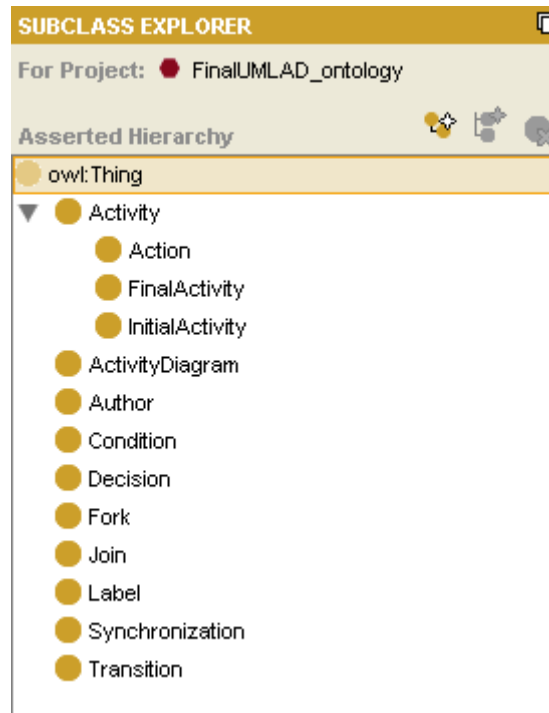 SUBCLASS EXPLORER
For Project: FinalUMLAD_ontology
Asserted Hierarchy
owl:Thing
Activity
Action
FinalActivity
InitialActivity
ActivityDiagram
Author
Condition
Decision
Fork
Join
Label
Synchronization
Transition